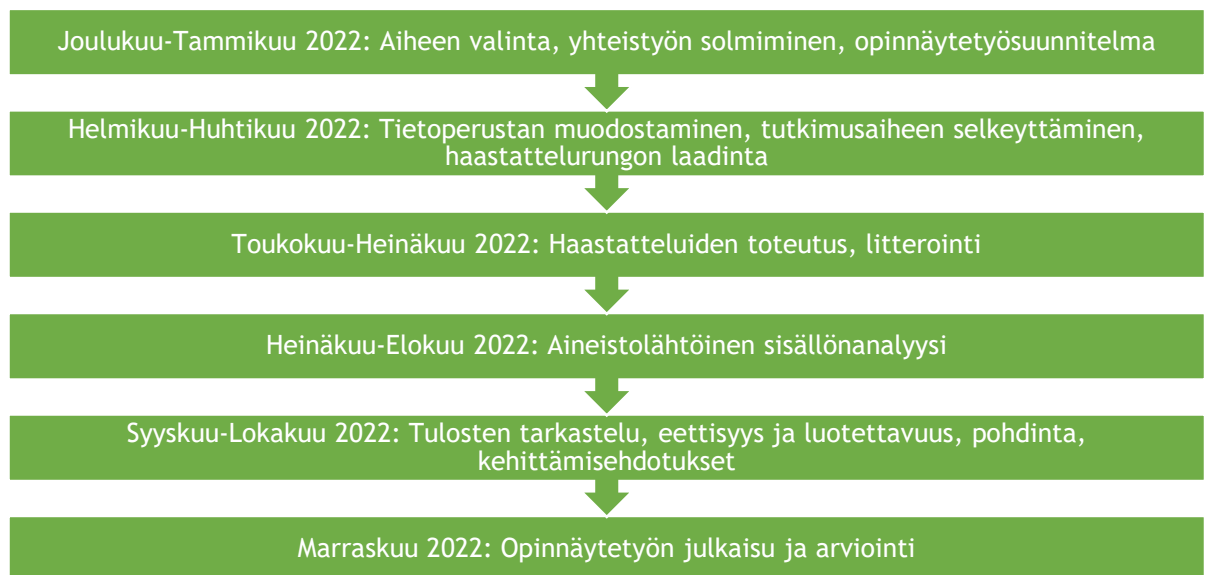 Joulukuu-Tammikuu 2022: Aiheen valinta, yhteistyön solmiminen, opinnäytetyösuunnitelma
Helmikuu-Huhtikuu 2022: Tietoperustan muodostaminen, tutkimusaiheen selkeyttäminen,
haastattelurungon laadinta
Toukokuu-Heinäkuu 2022: Haastatteluiden toteutus, litterointi
Heinäkuu-Elokuu 2022: Aineistolähtöinen sisällönanalyysi
Syyskuu-Lokakuu 2022: Tulosten tarkastelu, eettisyys ja luotettavuus, pohdinta,
kehittämisehdotukset
Marraskuu 2022: Opinnäytetyön julkaisu ja arviointi